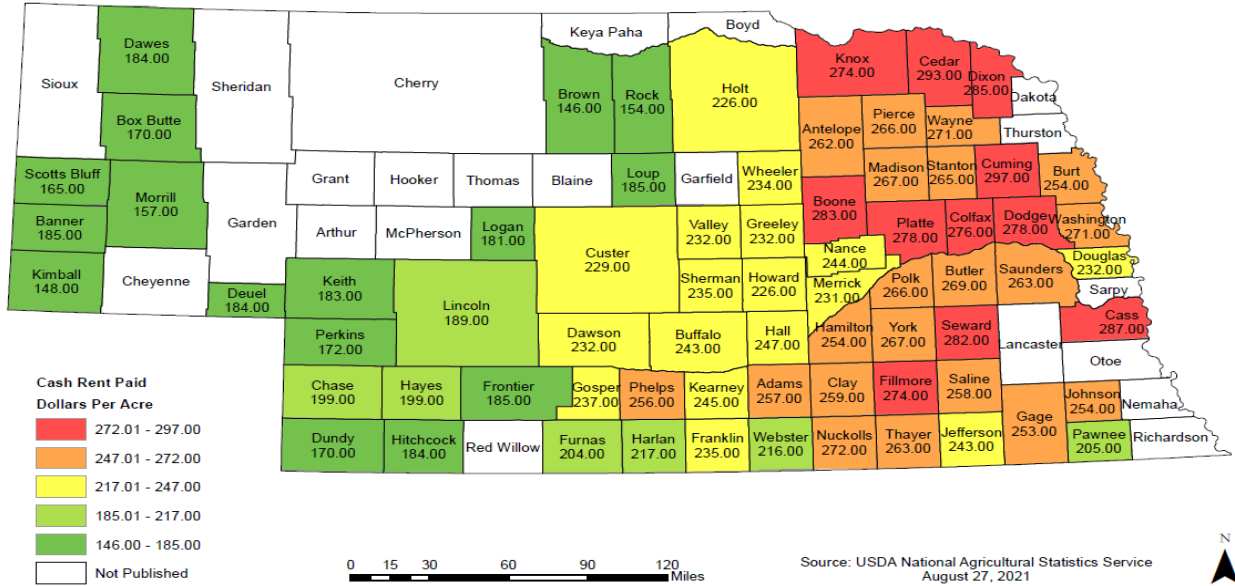 Boyd
Keya Paha
Dawes
184.00
Sioux
Sheridan
Cherry
Brown
146.00
Rock
154.00
Holt
226.00
Knox
274.00
Cedar
293.00
Dixon
285.00
Dakota
Box Butte
170.00
Antelope
262.00
Pierce
266.00
Wayne
271.00
Thurston
Scotts Bluff
165.00
Morrill
157.00
Garden
Grant
Hooker
Thomas
Blaine
Loup
185.00
Garfield
Wheeler
234.00
Madison
267.00
Stanton
265.00
Cuming
297.00
Burt
254.00
Banner
185.00
Arthur
McPherson
Logan
181.00
Custer
229.00
Valley
232.00
Greeley
232.00
Boone
283.00
Platte
278.00
Colfax
276.00
Dodge
278.00
Washington
271.00
Kimball
148.00
Cheyenne
Deuel
184.00
Keith
183.00
Lincoln
189.00
Sherman
235.00
Howard
226.00
Nance
244.00
Merrick
231.00
Polk
266.00
Butler
269.00
Saunders
263.00
Douglas
232.00
Sarpy
Perkins
172.00
Dawson
232.00
Buffalo
243.00
Hall
247.00
Hamilton
254.00
York
267.00
Seward
282.00
Lancaster
Cass
287.00
Otoe
Chase
199.00
Hayes
199.00
Frontier
185.00
Gosper
237.00
Phelps
256.00
Kearney
245.00
Adams
257.00
Clay
259.00
Fillmore
274.00
Saline
258.00
Gage
253.00
Johnson
254.00
Nemaha
Dundy
170.00
Hitchcock
184.00
Red Willow
Furnas
204.00
Harlan
217.00
Franklin
235.00
Webster
216.00
Nuckolls
272.00
Thayer
263.00
Jefferson
243.00
Pawnee
205.00
Richardson
Cash Rent Paid
Dollars Per Acre
272.01 - 297.00
247.01 - 272.00
217.01 - 247.00
185.01 - 217.00
146.00 - 185.00
Not Published
0 15 30 60 90 120
Miles
Source: USDA National Agricultural Statistics Service
August 27, 2021
N